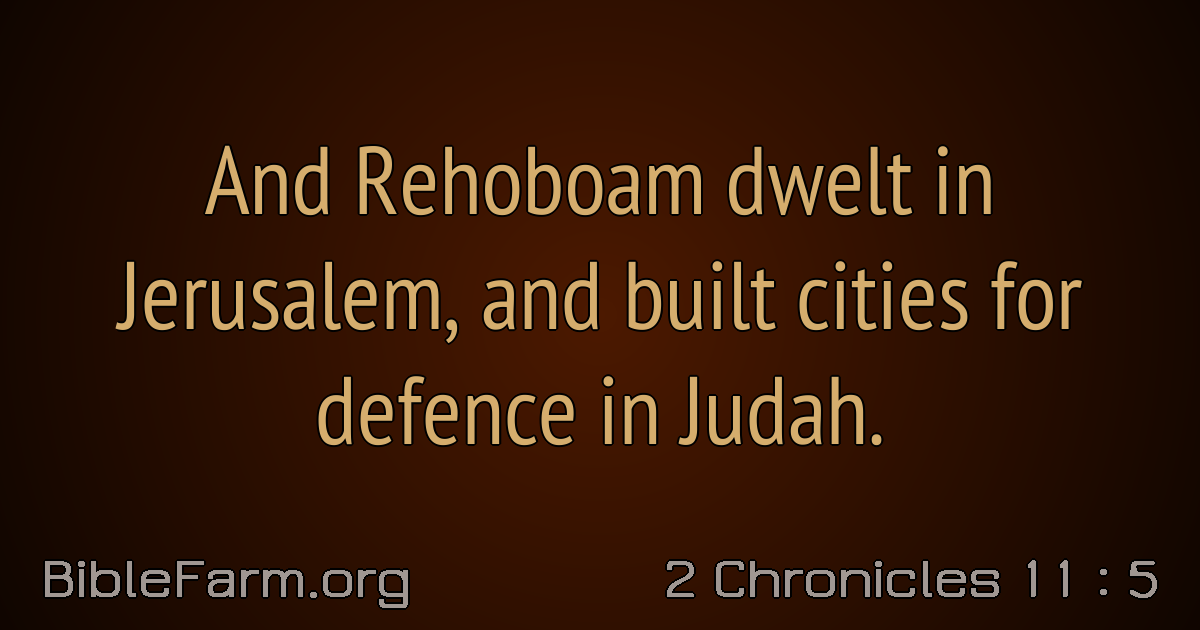 And Rehoboam dwelt in
Jerusalem, and built cities for
defence in Judah.
BibleFarm.org
2 Chronicles 11 : 5